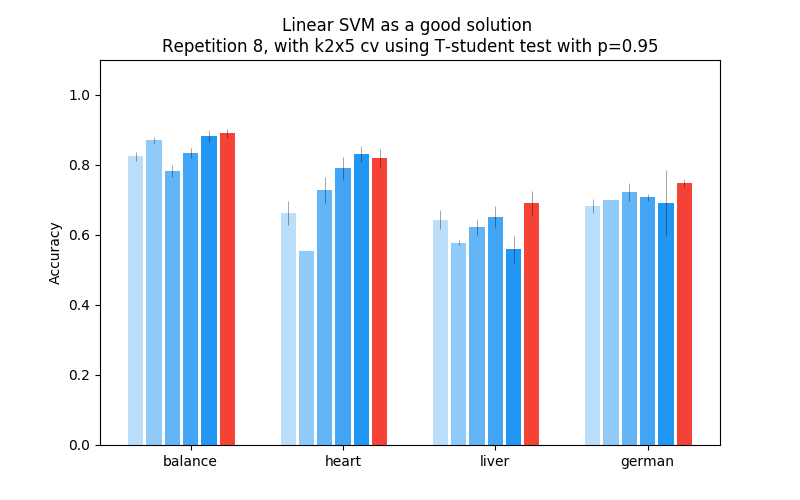 Linear SVM as a good solution
Repetition 8, with k2x5 cv using T-student test with p=0.95
1.0
0.8
0.6
0.4
0.2
0.0
Accuracy
balance
heart
liver
german